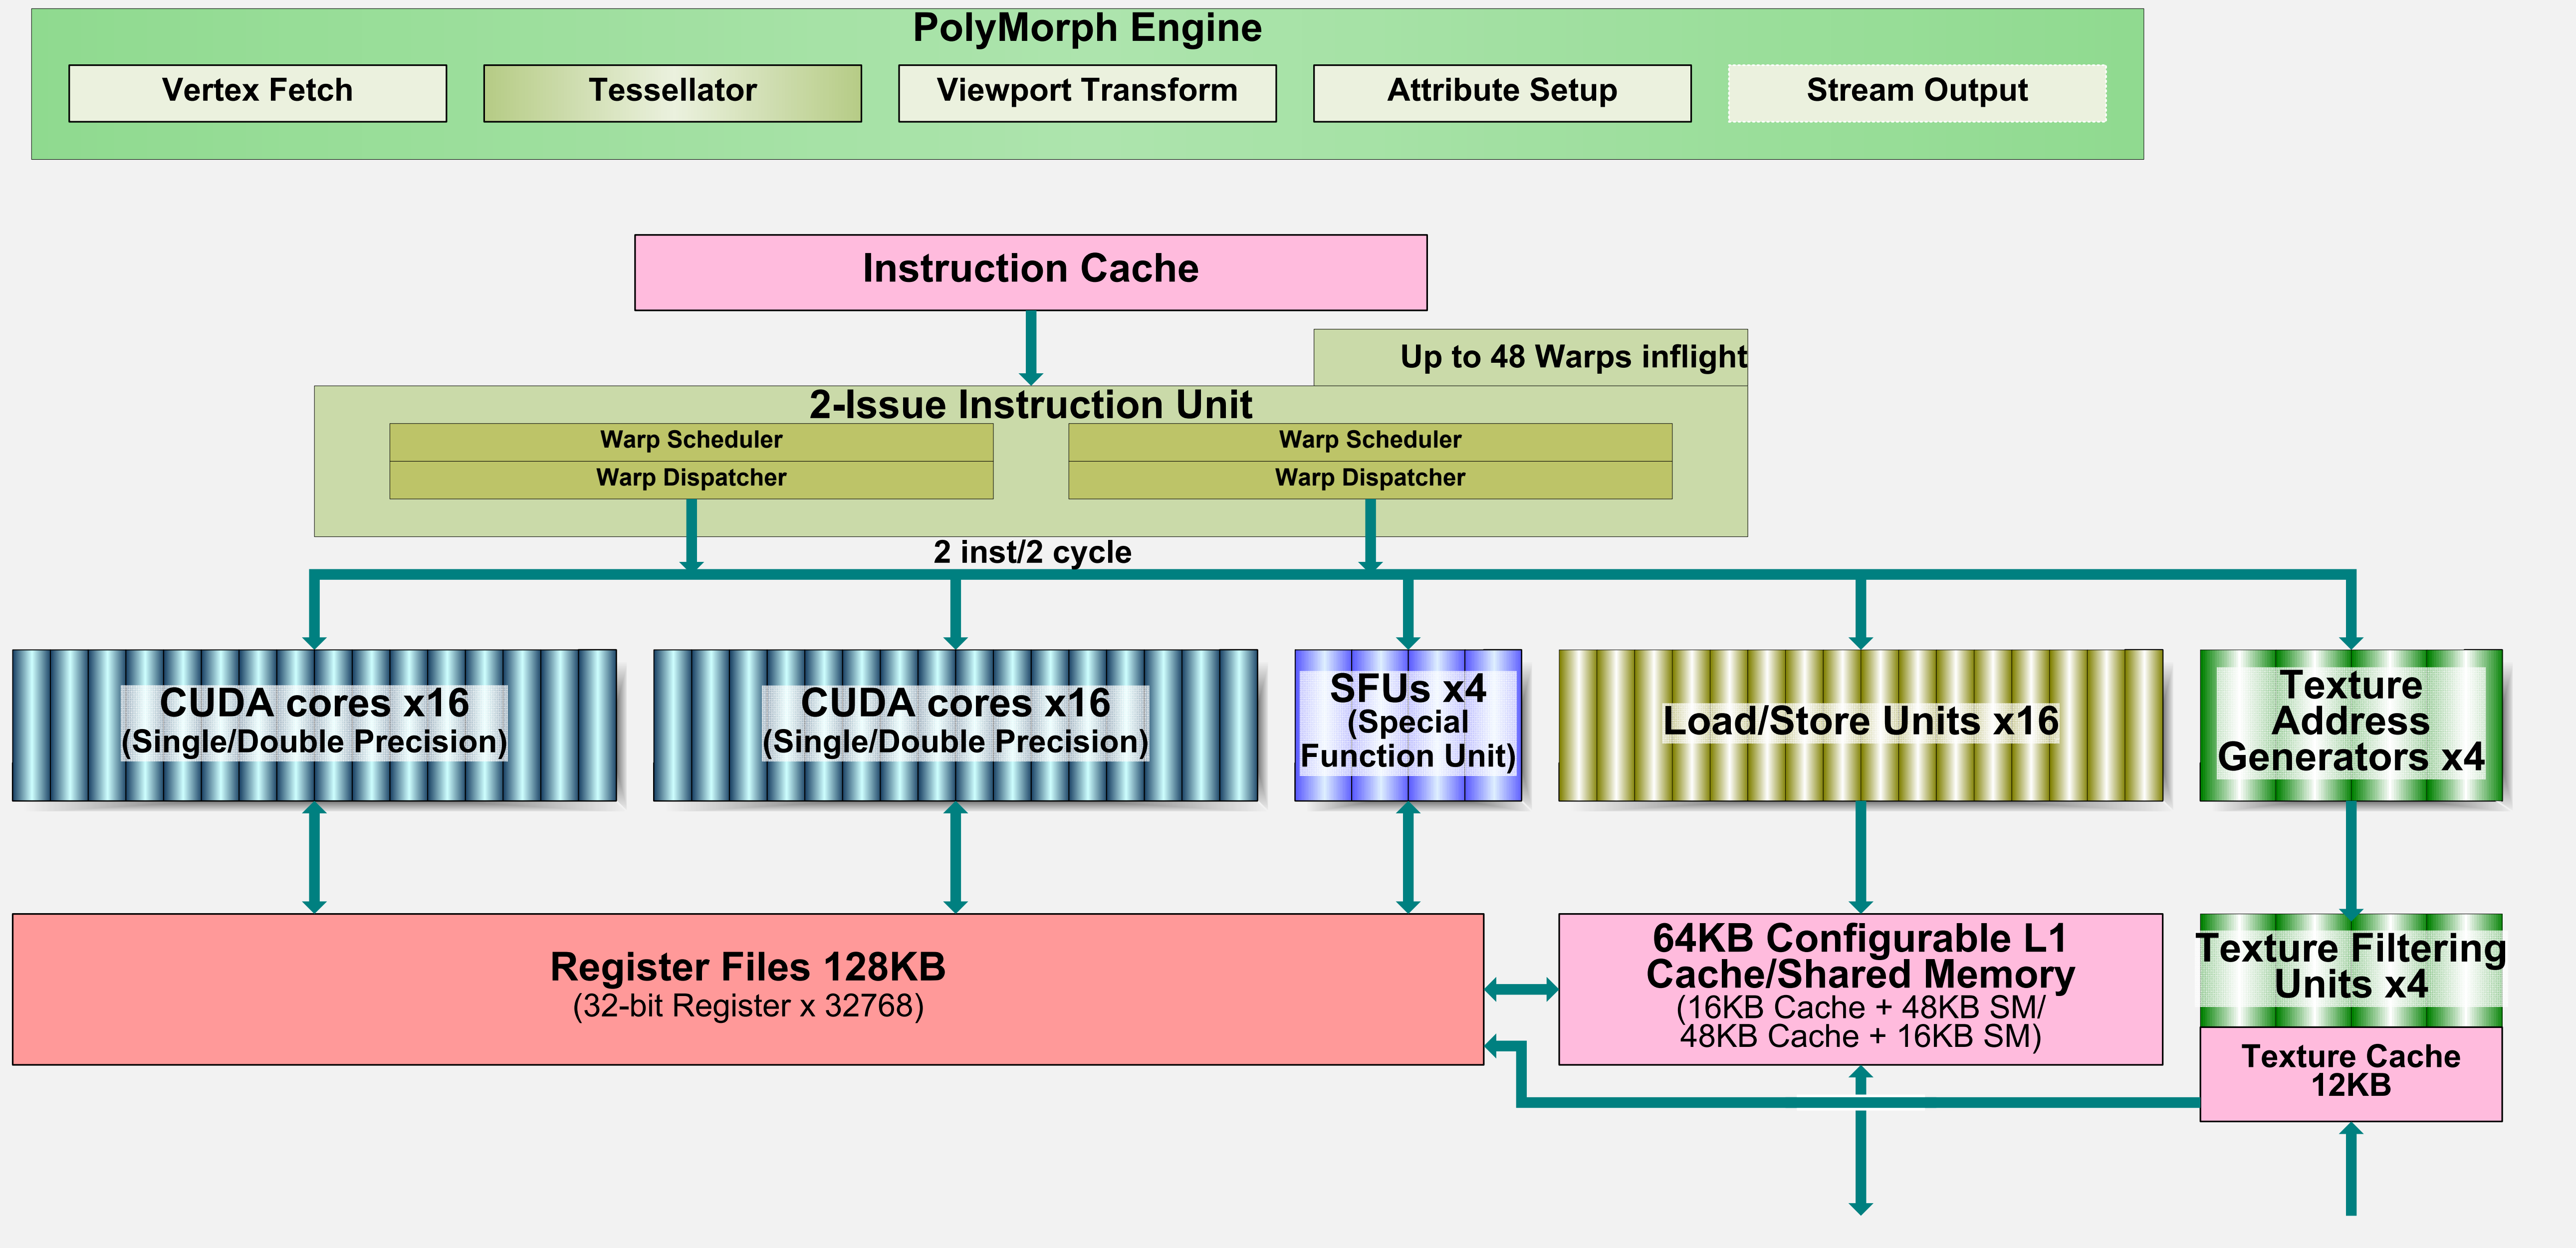 PolyMorph Engine
Vertex Fetch
Tessellator
Viewport Transform
Attribute Setup
Stream Output
Instruction Cache
Up to 48 Warps inflight
2-Issue Instruction Unit
Warp Scheduler
Warp Dispatcher
Warp Scheduler
Warp Dispatcher
2 inst/2 cycle
CUDA cores x16
(Single/Double Precision)
CUDA cores x16
(Single/Double Precision)
SFUs x4
(Special
Function Unit)
Load/Store Units x16
Texture
Address
Generators x4
Register Files 128KB
(32-bit Register x 32768)
64KB Configurable L1
Cache/Shared Memory
(16KB Cache + 48KB SM/
48KB Cache + 16KB SM)
Texture Filtering
Units x4
Texture Cache
12KB